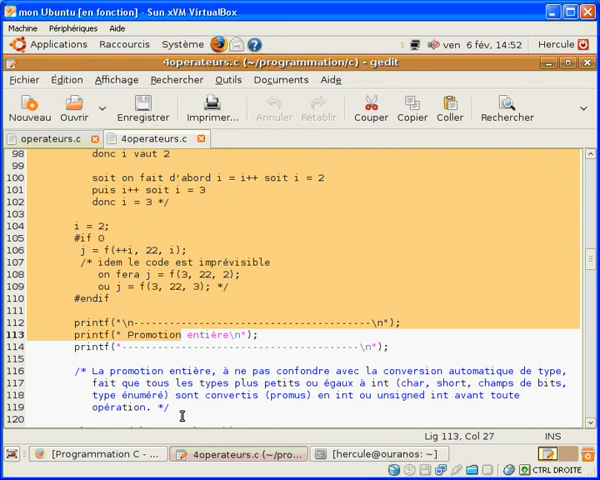 mon Ubuntu [en fonction] - Sun xVM VirtualBox
Machine Périphériques Aide
Applications Raccourcis Système ven 6 fév, 14:52 Hercule
4operateurs.c (~/programmation/c) - gedit
Fichier Édition Affichage Rechercher Outils Documents Aide
Nouveau Ouvrir Enregistrer Imprimer... Annuler Rétablir Couper Copier Coller Rechercher
operateurs.c 4operateurs.c
98 donc i vaut 2
99
100 soit on fait d'abord i = i++ soit i = 2
101 puis i++ soit i = 3
102 donc i = 3 */
103
104 i = 2;
105 #if 0
106 j = f(++i, 22, i);
107 /* idem le code est imprévisible
108 on fera j = f(3, 22, 2);
109 ou j = f(3, 22, 3); */
110 #endif
111
112 printf("\n---------------------------------------\n");
113 printf(" Promotion entière\n");
114 printf("---------------------------------------\n");
115
116 /* La promotion entière, à ne pas confondre avec la conversion automatique de type,
117 fait que tous les types plus petits ou égaux à int (char, short, champs de bits,
118 type énuméré) sont convertis (promus) en int ou unsigned int avant toute
119 opération. */
120
Lig 113, Col 27 INS
[Programmation C - ... 4operateurs.c (~/pro... [hercule@ouranos: ~]
CTRL DROITE